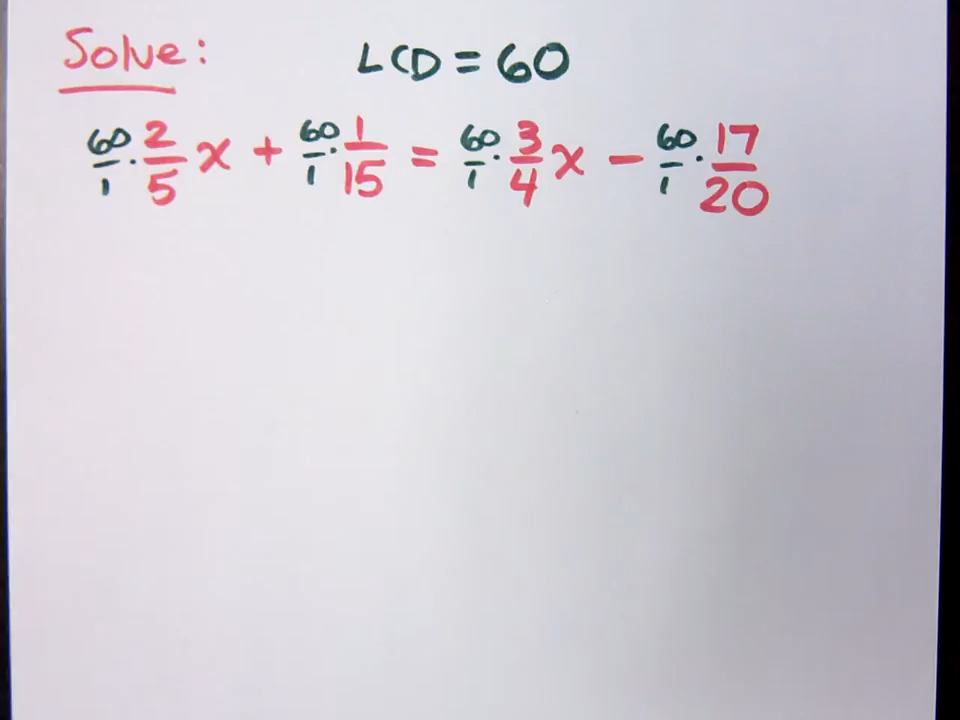 Solve: LCD = 60
60/1 · 2/5 x + 60/1 · 1/15 = 60/1 · 3/4 x - 60/1 · 17/20